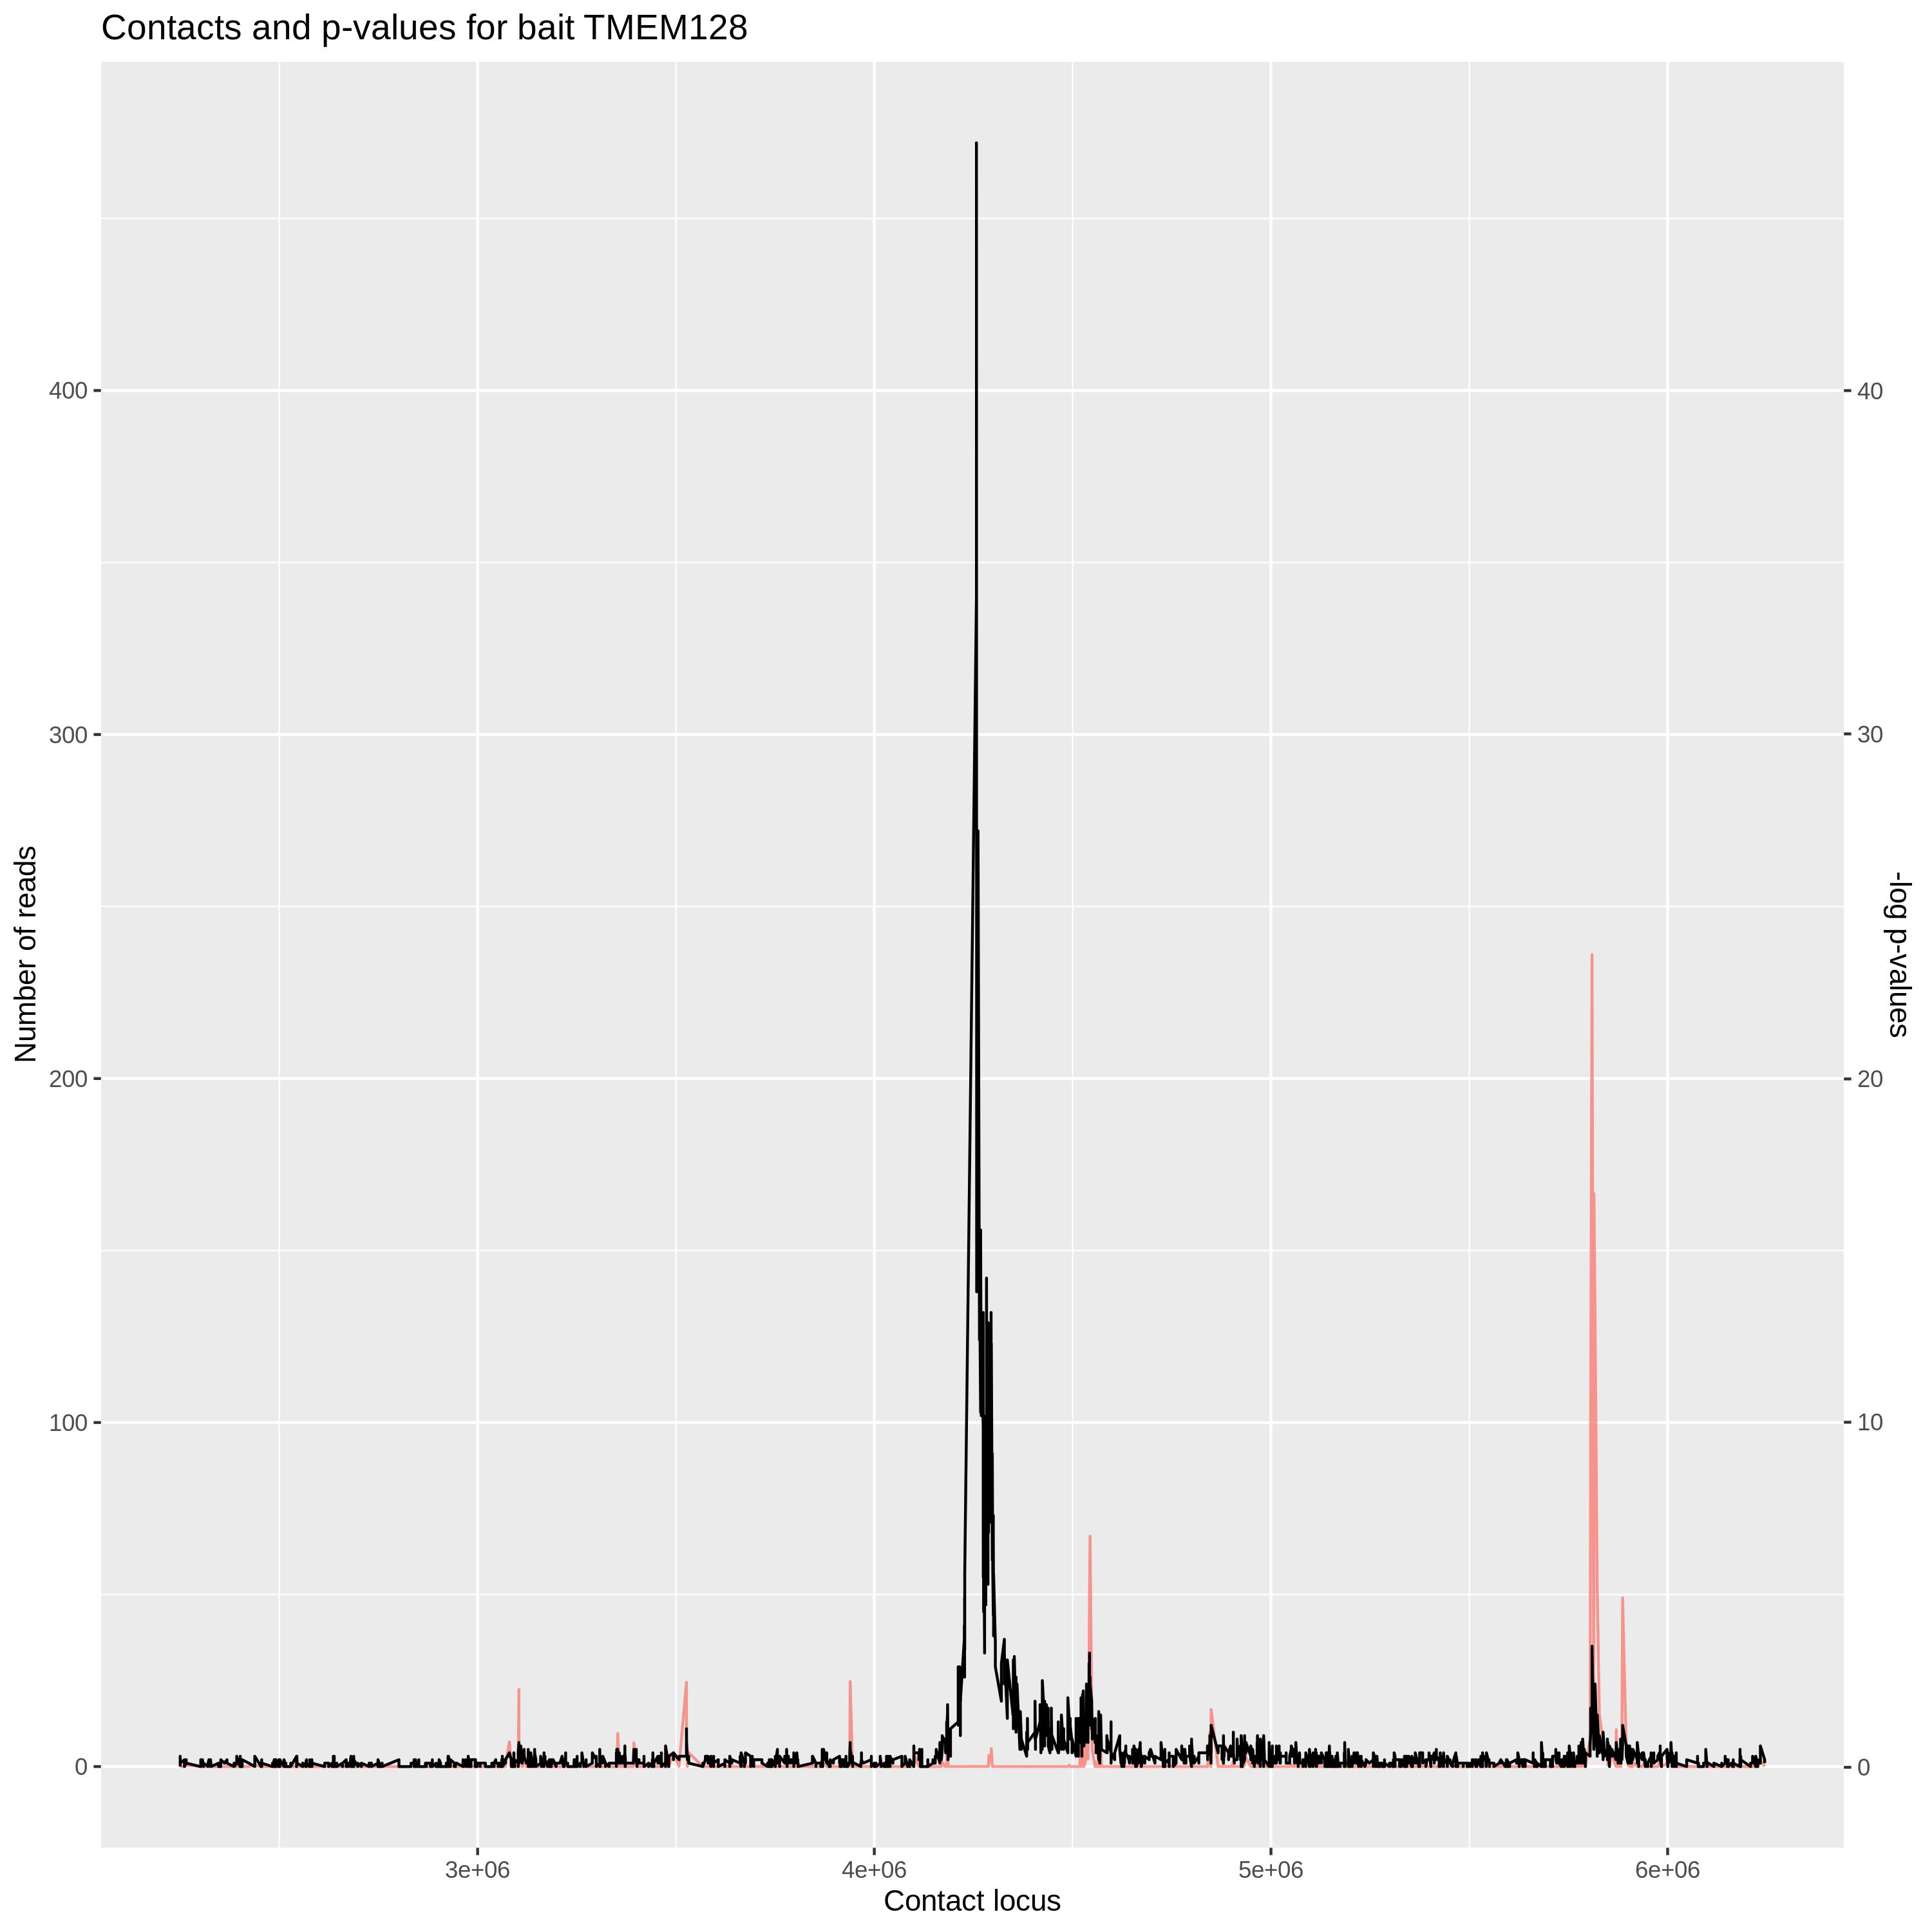 Contacts and p-values for bait TMEM128
400
300
200
100
0
Number of reads
40
30
20
10
0
-log p-values
3e+06
4e+06
5e+06
6e+06
Contact locus